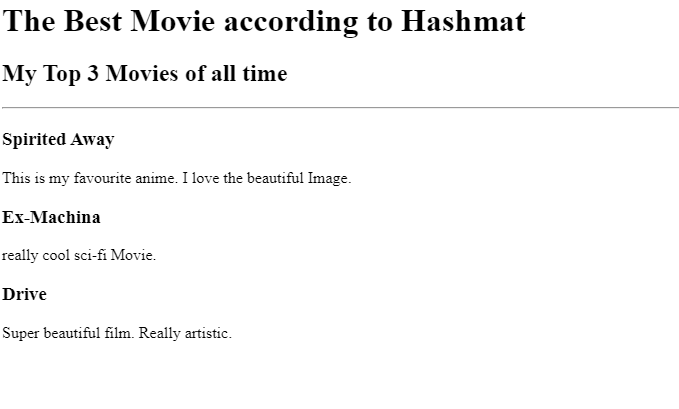 The Best Movie according to Hashmat
My Top 3 Movies of all time
Spirited Away
This is my favourite anime. I love the beautiful Image.
Ex-Machina
really cool sci-fi Movie.
Drive
Super beautiful film. Really artistic.